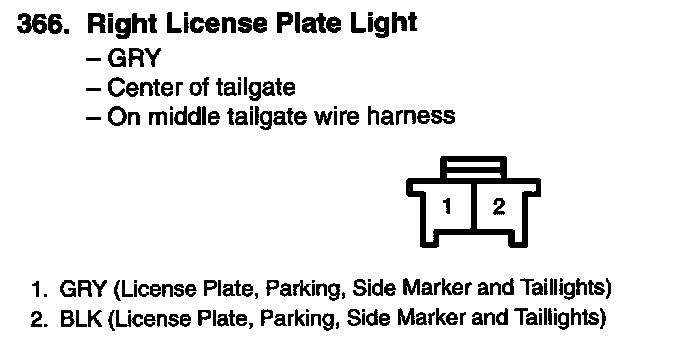 366. Right License Plate Light
– GRY
– Center of tailgate
– On middle tailgate wire harness
1 2
1. GRY (License Plate, Parking, Side Marker and Taillights)
2. BLK (License Plate, Parking, Side Marker and Taillights)